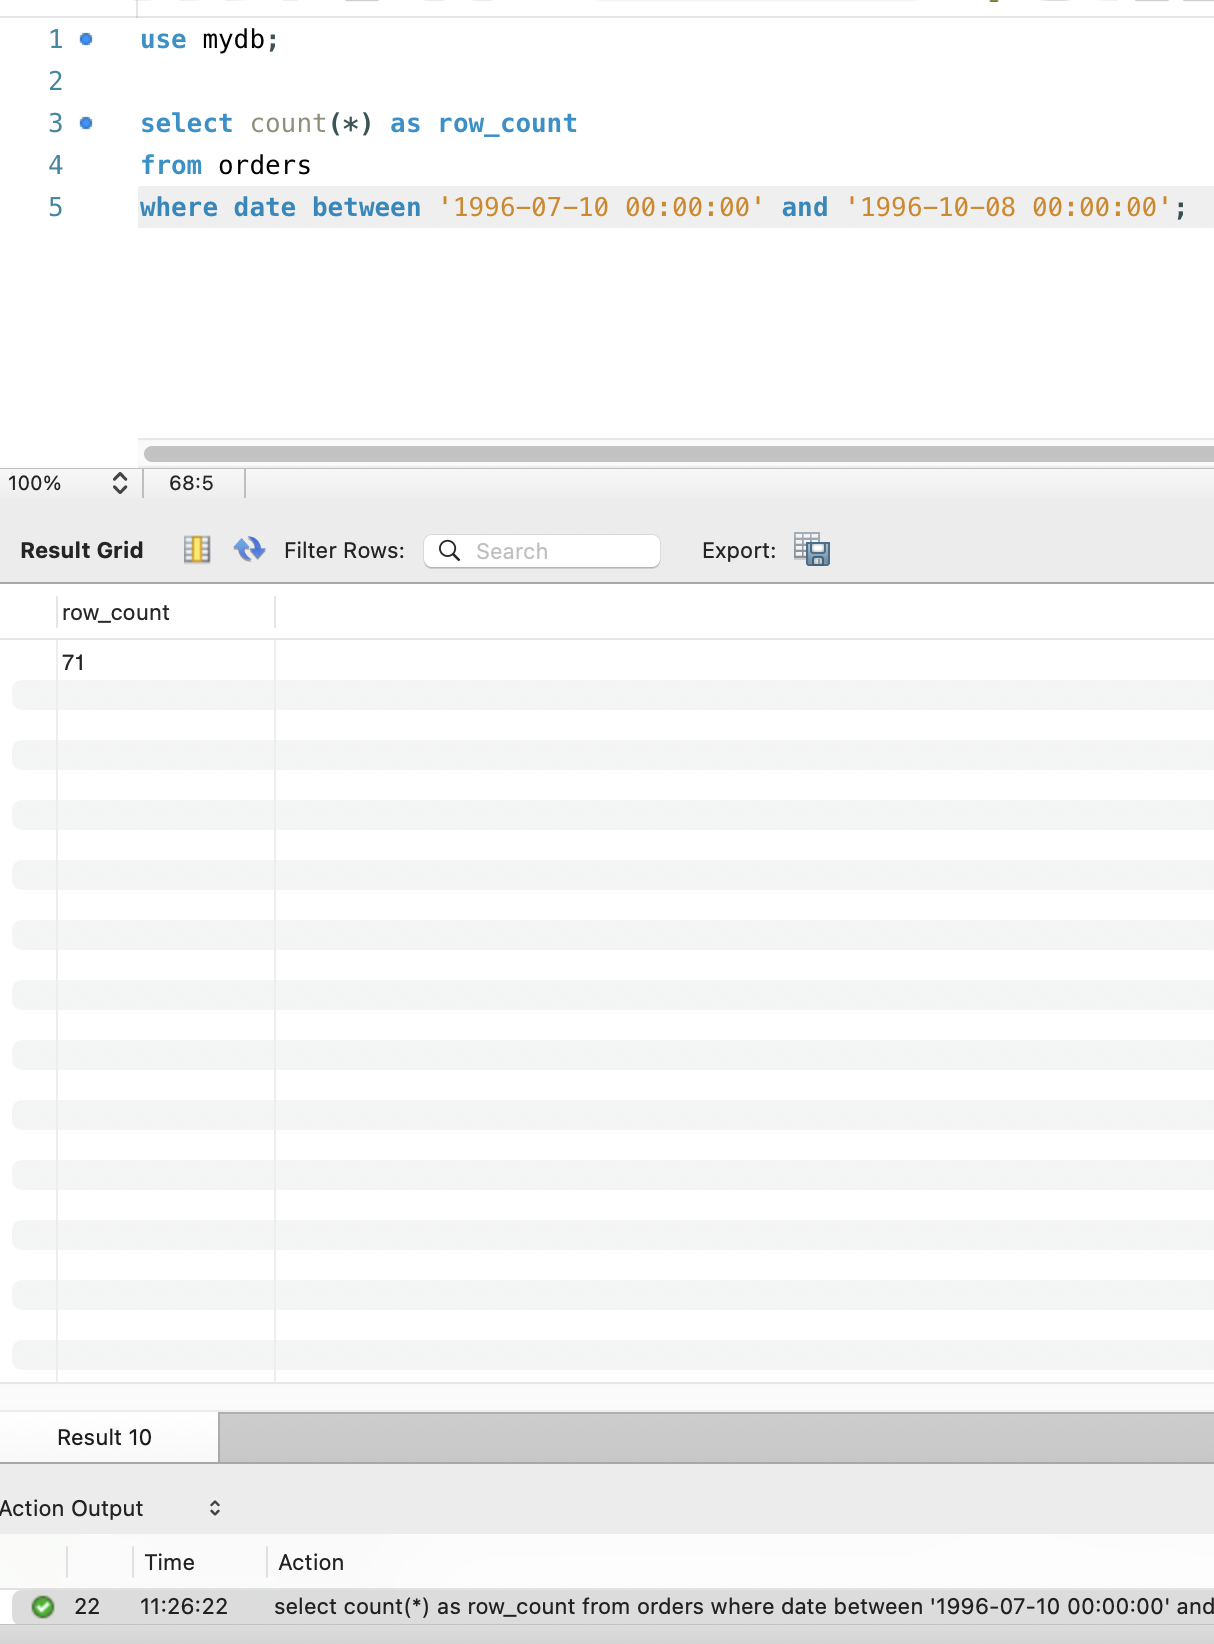 1 use mydb;
2
3 select count(*) as row_count
4 from orders
5 where date between '1996-07-10 00:00:00' and '1996-10-08 00:00:00';
100% 68:5
Result Grid Filter Rows: Search Export:
row_count
71
Result 10
Action Output
Time Action
22 11:26:22 select count(*) as row_count from orders where date between '1996-07-10 00:00:00' and